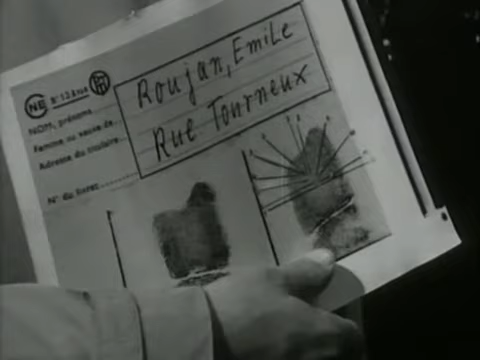 CNE
Roujan, Emile
Rue Tourneux
NOM, prénoms
Femme ou veuve de
Adresse du titulaire
N° du livret